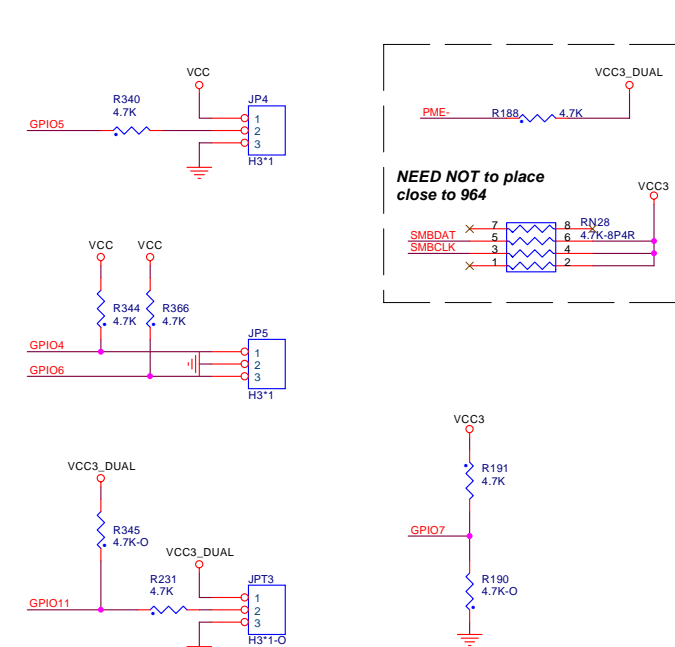 VCC
R340
4.7K
GPIO5
JP4
1
2
3
H3*1
VCC3_DUAL
PME-
R188
4.7K
NEED NOT to place
close to 964
VCC3
7
8
RN28
SMBDAT
5
6
4.7K-8P4R
SMBCLK
3
4
1
2
VCC
VCC
R344
4.7K
R366
4.7K
GPIO4
GPIO6
JP5
1
2
3
H3*1
VCC3
R191
4.7K
GPIO7
R190
4.7K-O
VCC3_DUAL
R345
4.7K-O
VCC3_DUAL
R231
4.7K
GPIO11
JPT3
1
2
3
H3*1-O